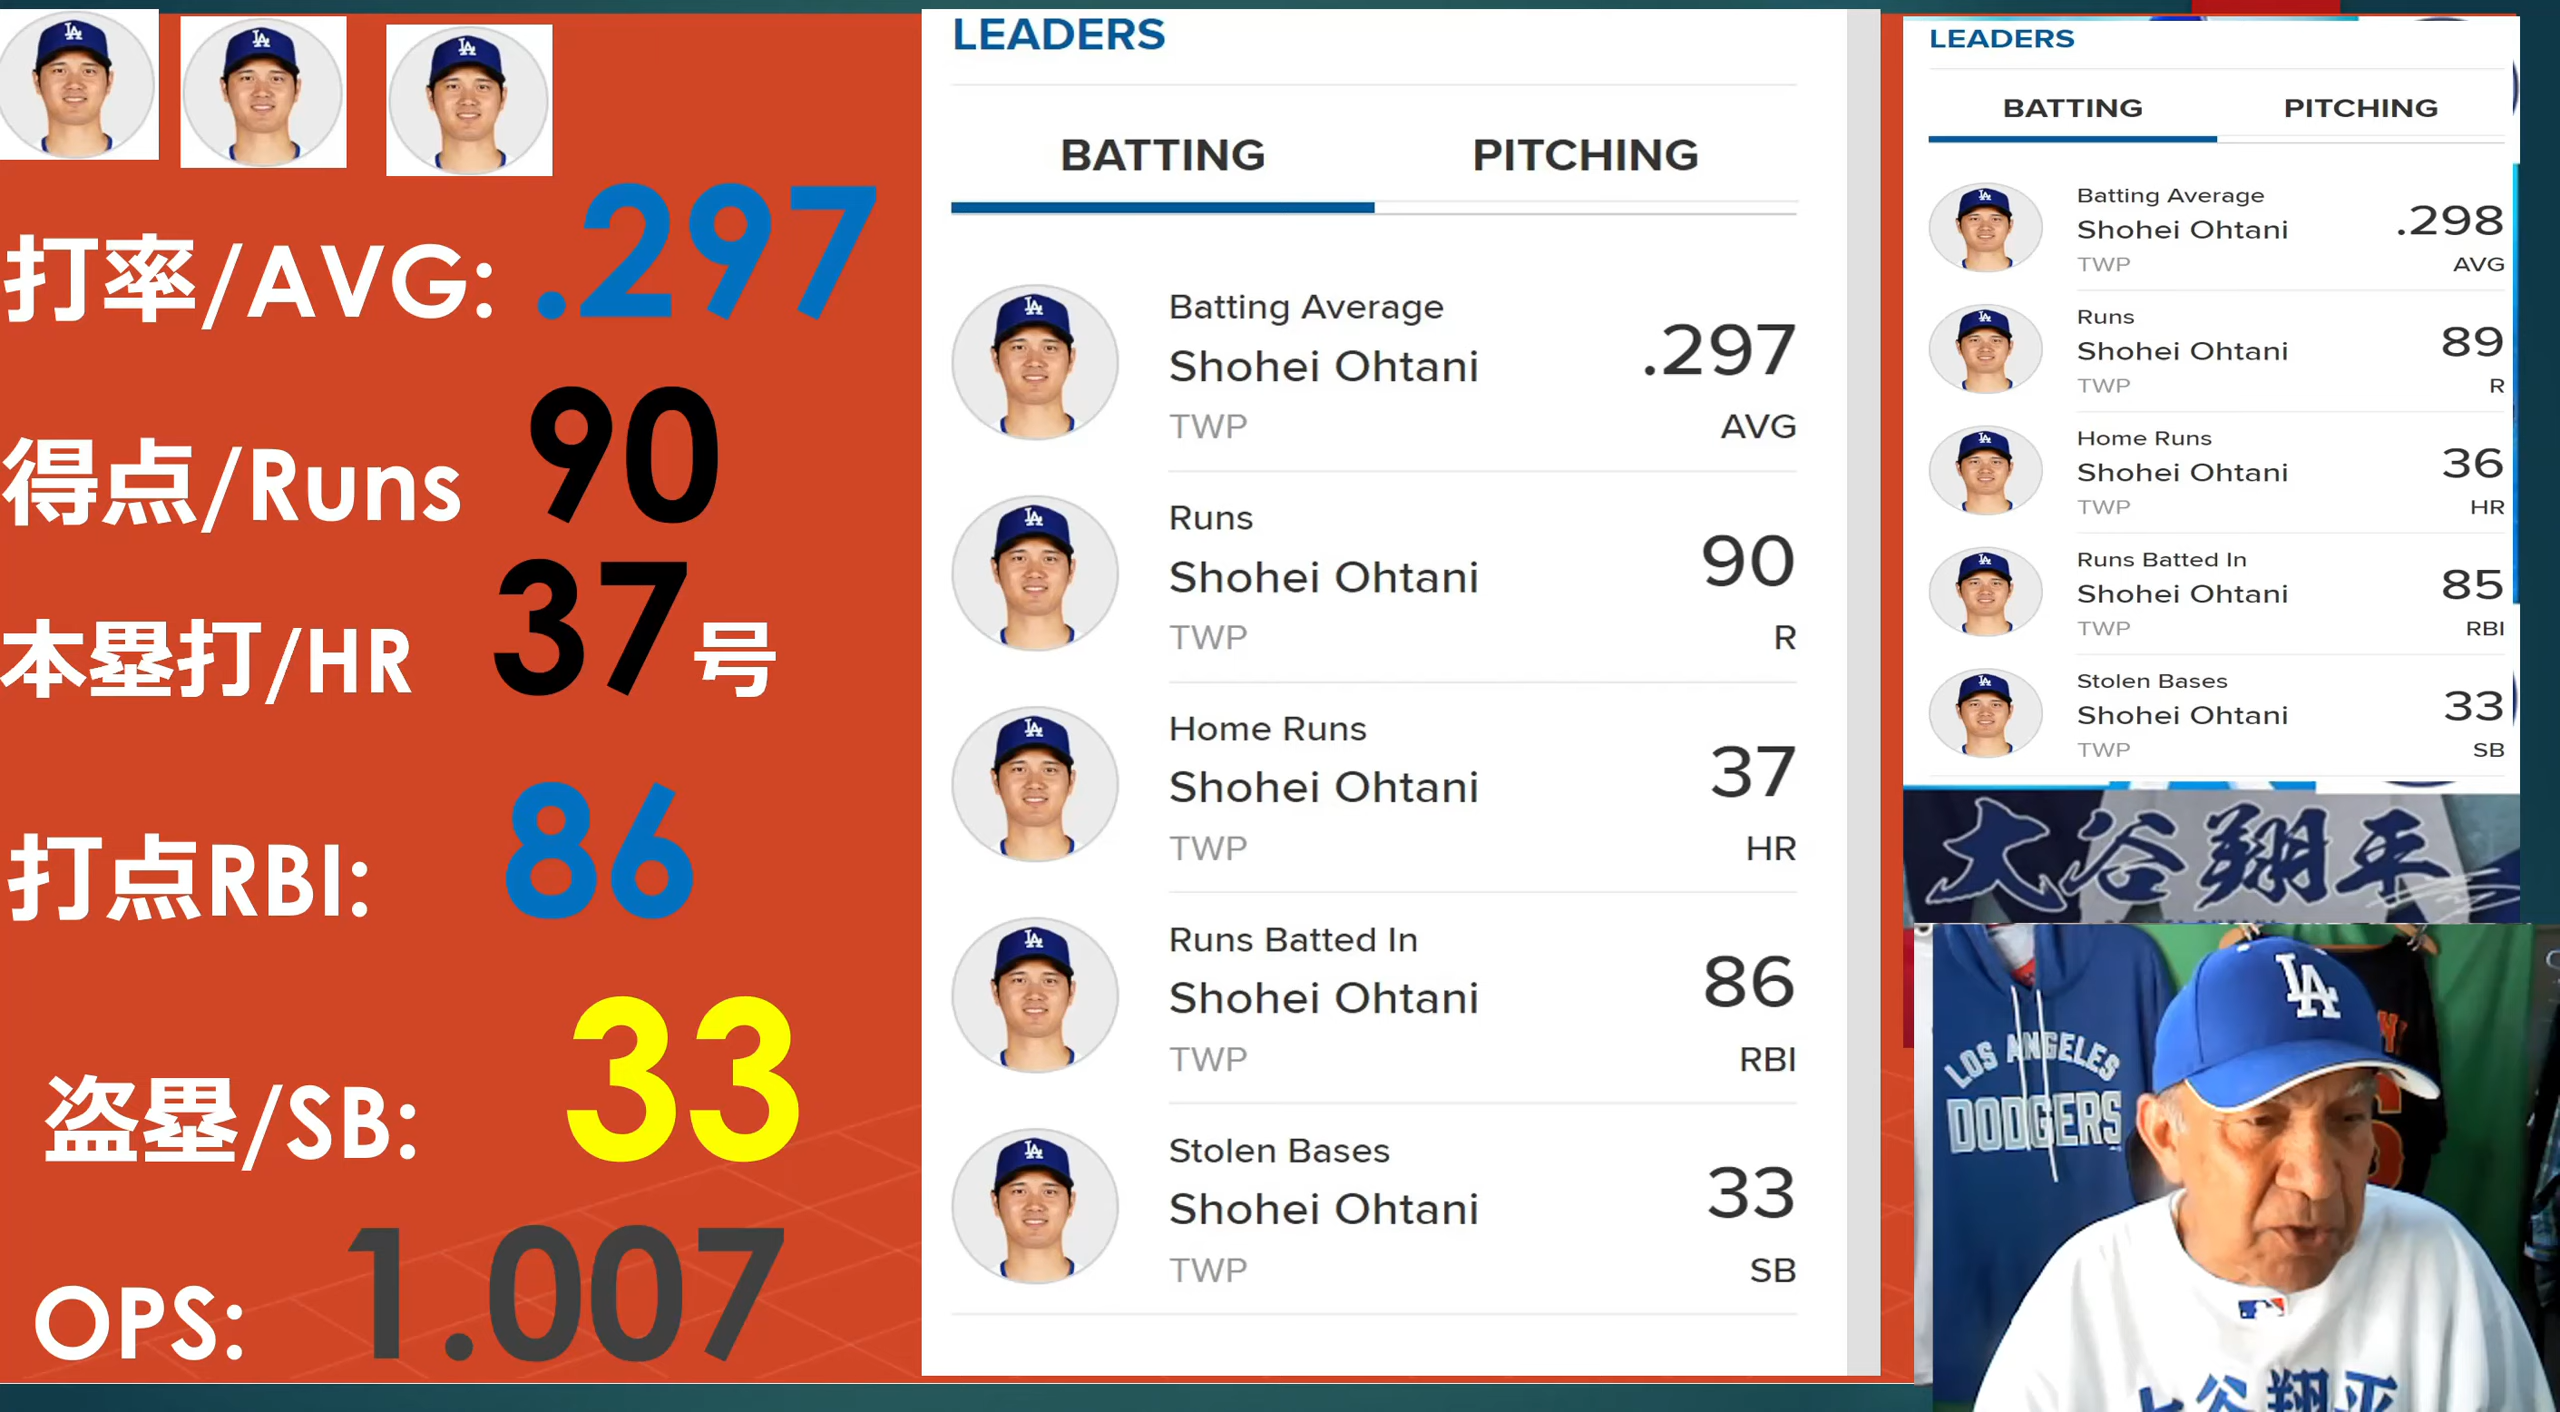 打率/AVG: .297
得点/Runs 90
本塁打/HR 37号
打点RBI: 86
盗塁/SB: 33
OPS: 1.007
LEADERS
BATTING PITCHING
Batting Average
Shohei Ohtani .297
TWP AVG
Runs
Shohei Ohtani 90
TWP R
Home Runs
Shohei Ohtani 37
TWP HR
Runs Batted In
Shohei Ohtani 86
TWP RBI
Stolen Bases
Shohei Ohtani 33
TWP SB
LEADERS
BATTING PITCHING
Batting Average
Shohei Ohtani .298
TWP AVG
Runs
Shohei Ohtani 89
TWP R
Home Runs
Shohei Ohtani 36
TWP HR
Runs Batted In
Shohei Ohtani 85
TWP RBI
Stolen Bases
Shohei Ohtani 33
TWP SB
大谷翔平
LA
LOS ANGELES
DODGERS
大谷翔平